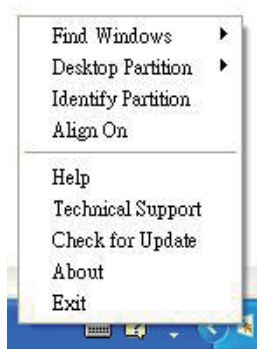 Find Windows
Desktop Partition
Identify Partition
Align On
Help
Technical Support
Check for Update
About
Exit